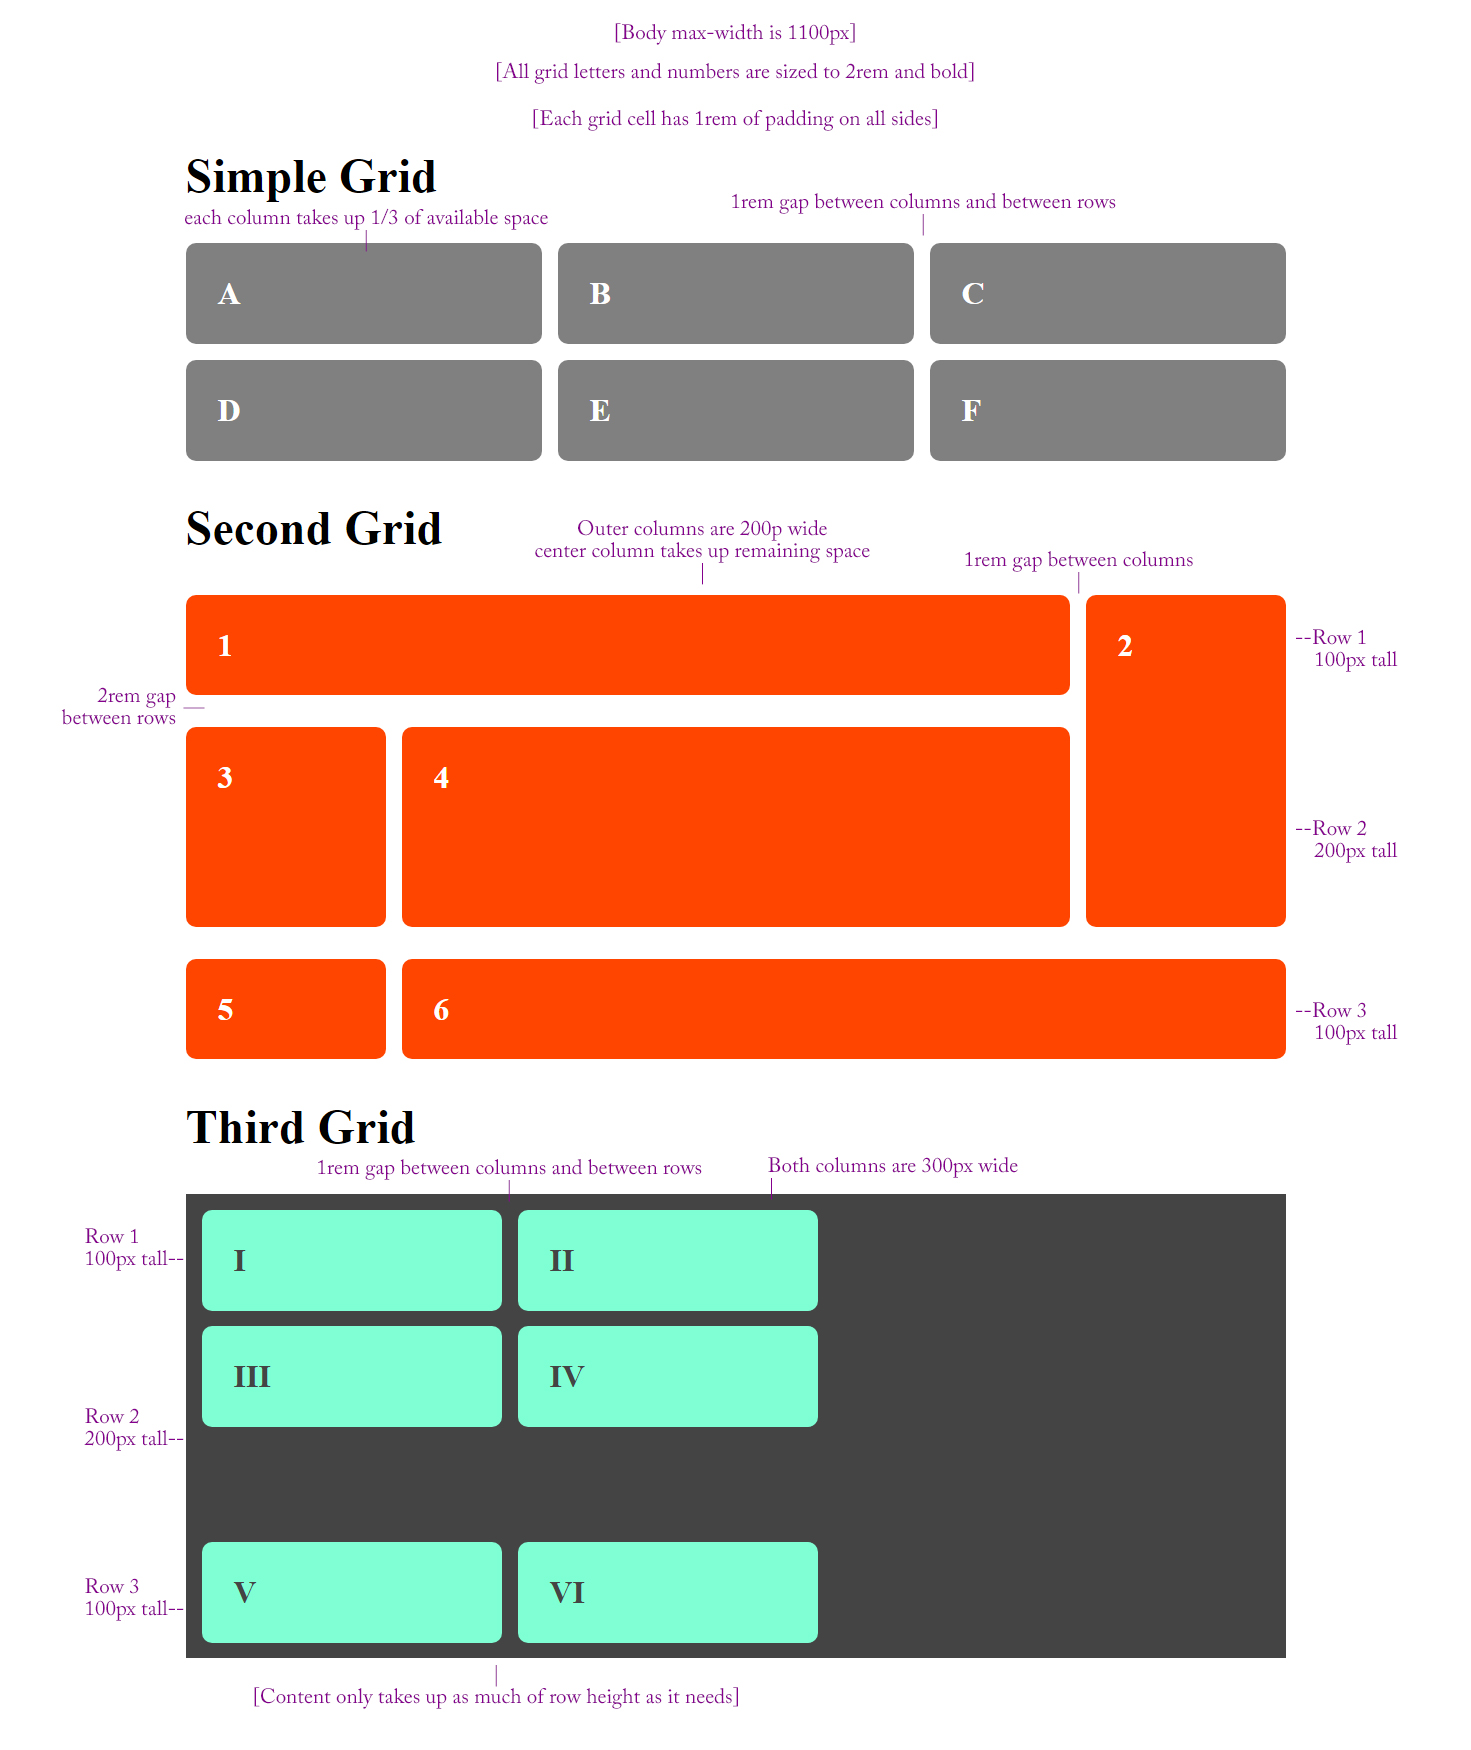 [Body max-width is 1100px]
[All grid letters and numbers are sized to 2rem and bold]
[Each grid cell has 1rem of padding on all sides]
Simple Grid
each column takes up 1/3 of available space
1rem gap between columns and between rows
A
B
C
D
E
F
Second Grid
Outer columns are 200p wide
center column takes up remaining space
1rem gap between columns
1
2
--Row 1
100px tall
2rem gap
between rows
3
4
--Row 2
200px tall
5
6
--Row 3
100px tall
Third Grid
1rem gap between columns and between rows
Both columns are 300px wide
Row 1
100px tall--
I
II
III
IV
Row 2
200px tall--
V
VI
Row 3
100px tall--
[Content only takes up as much of row height as it needs]